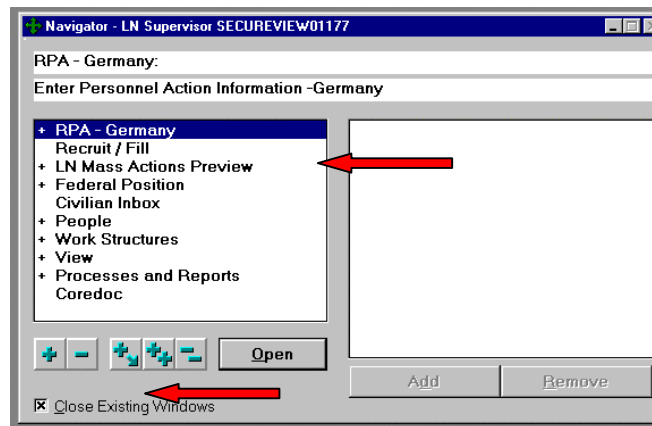 Navigator - LN Supervisor SECUREVIEW01177
RPA - Germany:
Enter Personnel Action Information -Germany
+ RPA - Germany
Recruit / Fill
+ LN Mass Actions Preview
+ Federal Position
Civilian Inbox
+ People
+ Work Structures
+ View
+ Processes and Reports
Coredoc
Open
Add Remove
Close Existing Windows